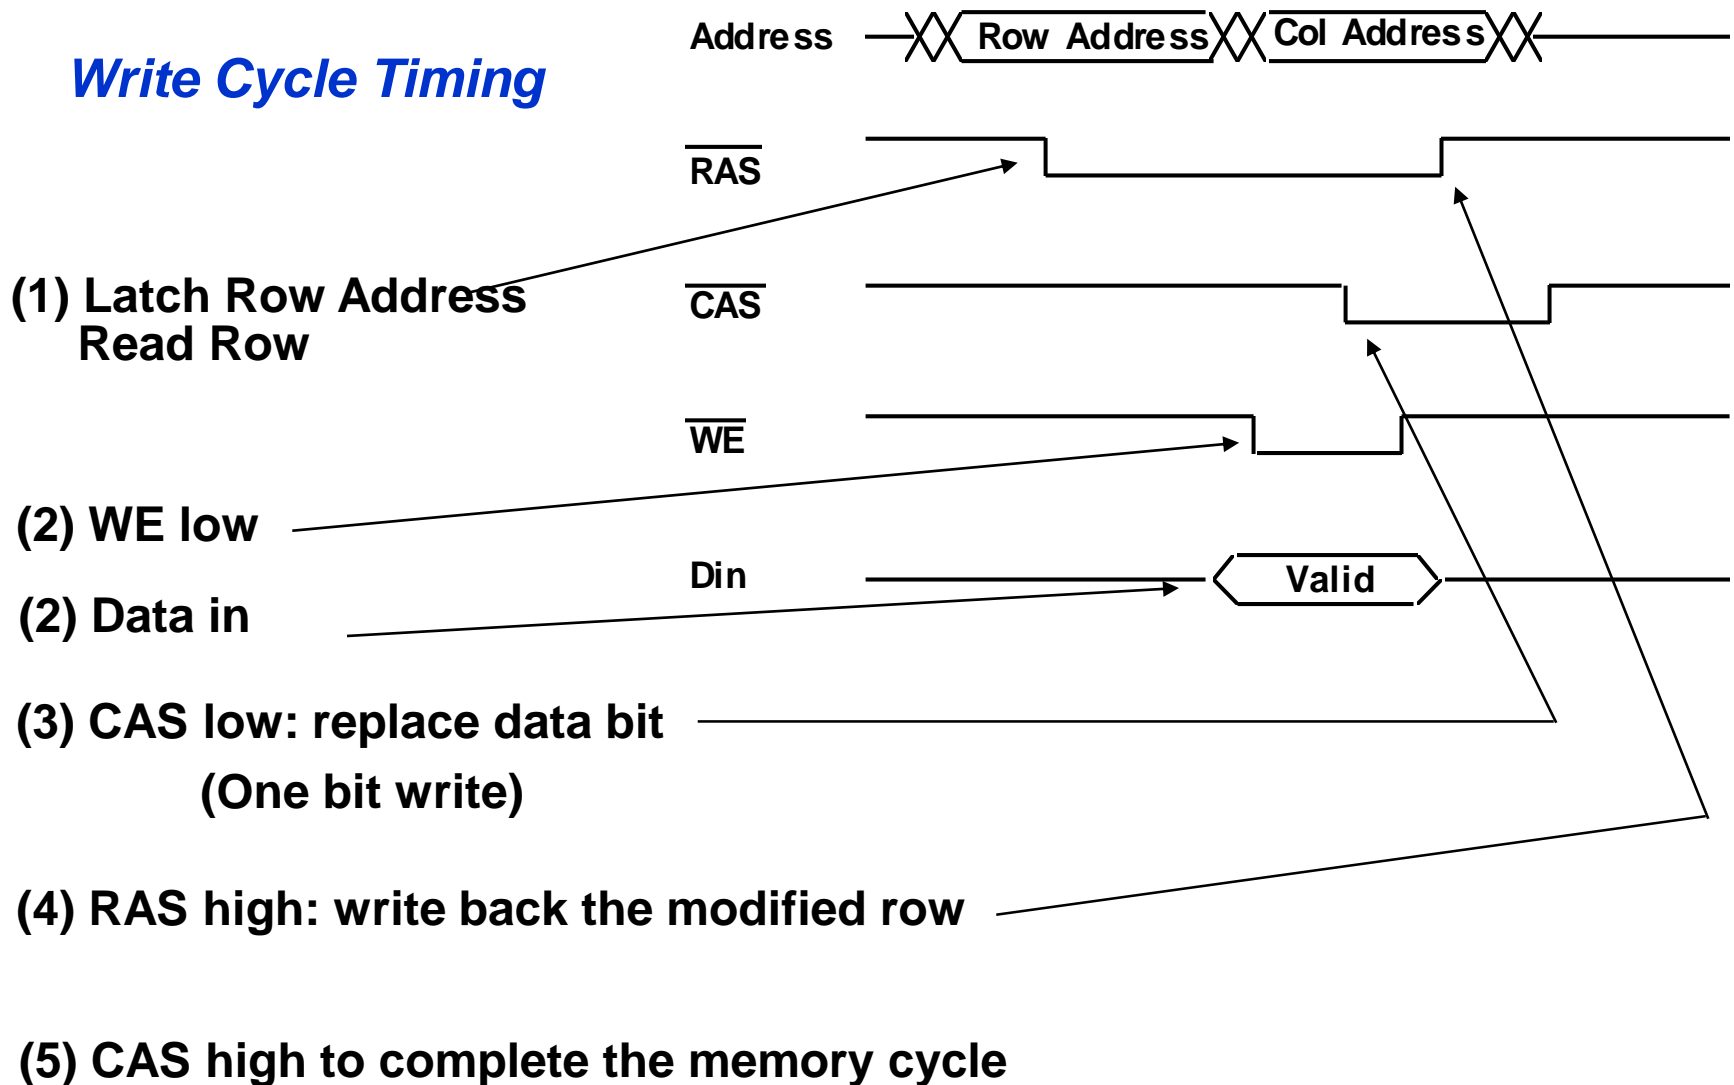 Write Cycle Timing
Address
Row Address
Col Address
RAS
(1) Latch Row Address
Read Row
CAS
WE
(2) WE low
Din
Valid
(2) Data in
(3) CAS low: replace data bit
(One bit write)
(4) RAS high: write back the modified row
(5) CAS high to complete the memory cycle